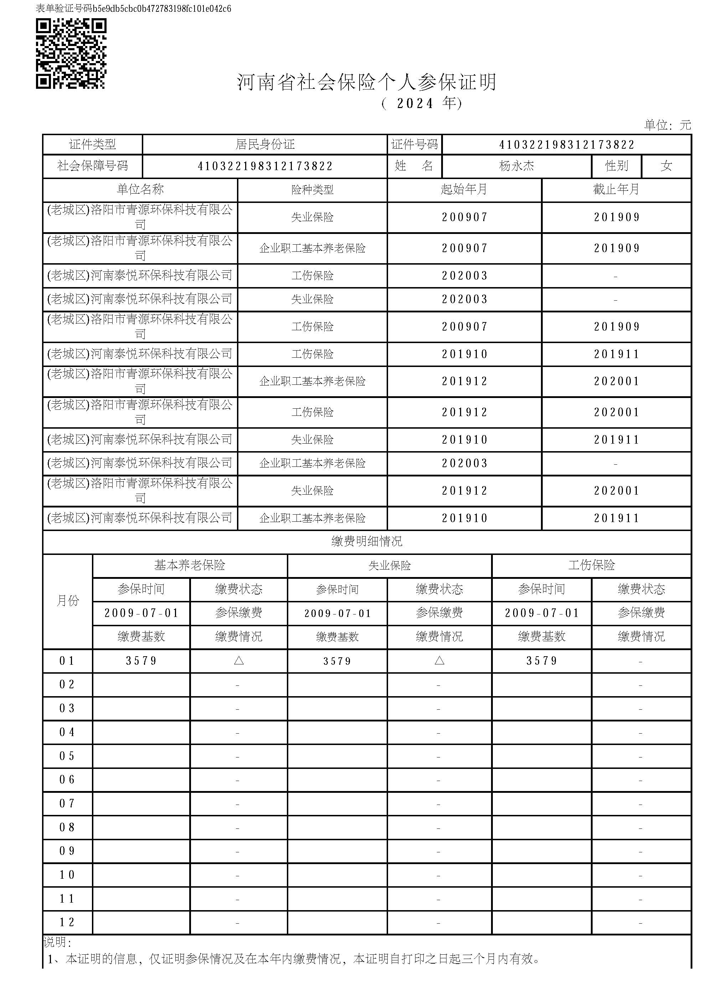 表单验证号码b5e9db5cbc0b472783198fc101e042c6
河南省社会保险个人参保证明
( 2024 年)
单位：元
证件类型 居民身份证 证件号码 410322198312173822
社会保障号码 410322198312173822 姓 名 杨永杰 性别 女
单位名称 险种类型 起始年月 截止年月
(老城区)洛阳市青源环保科技有限公
司 失业保险 200907 201909
(老城区)洛阳市青源环保科技有限公
司 企业职工基本养老保险 200907 201909
(老城区)河南泰悦环保科技有限公司 工伤保险 202003 -
(老城区)河南泰悦环保科技有限公司 失业保险 202003 -
(老城区)洛阳市青源环保科技有限公
司 工伤保险 200907 201909
(老城区)河南泰悦环保科技有限公司 工伤保险 201910 201911
(老城区)洛阳市青源环保科技有限公
司 企业职工基本养老保险 201912 202001
(老城区)洛阳市青源环保科技有限公
司 工伤保险 201912 202001
(老城区)河南泰悦环保科技有限公司 失业保险 201910 201911
(老城区)河南泰悦环保科技有限公司 企业职工基本养老保险 202003 -
(老城区)洛阳市青源环保科技有限公
司 失业保险 201912 202001
(老城区)河南泰悦环保科技有限公司 企业职工基本养老保险 201910 201911
缴费明细情况
月份 基本养老保险 失业保险 工伤保险
参保时间 缴费状态 参保时间 缴费状态 参保时间 缴费状态
2009-07-01 参保缴费 2009-07-01 参保缴费 2009-07-01 参保缴费
缴费基数 缴费情况 缴费基数 缴费情况 缴费基数 缴费情况
01 3579 △ 3579 △ 3579 -
02 - - -
03 - - -
04 - - -
05 - - -
06 - - -
07 - - -
08 - - -
09 - - -
10 - - -
11 - - -
12 - - -
说明：
1、本证明的信息，仅证明参保情况及在本年内缴费情况，本证明自打印之日起三个月内有效。